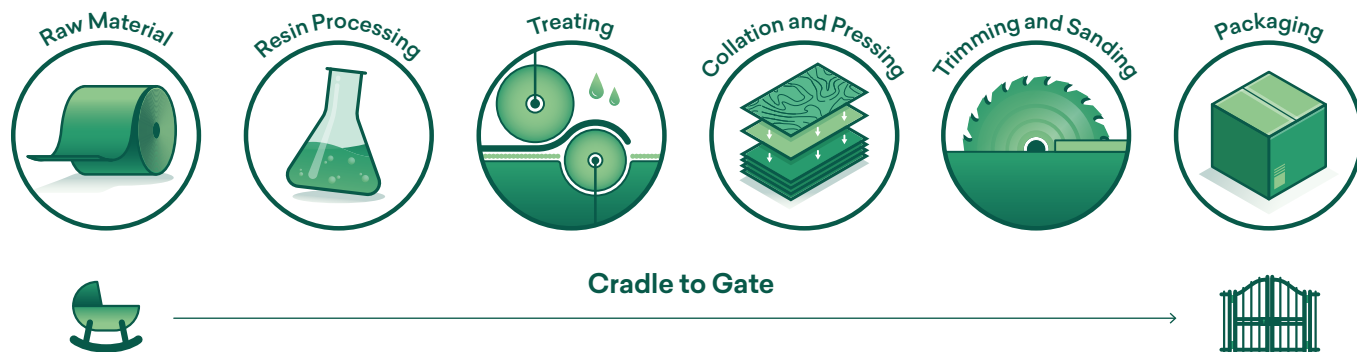 Raw Material
Resin Processing
Treating
Collation and Pressing
Trimming and Sanding
Packaging
Cradle to Gate